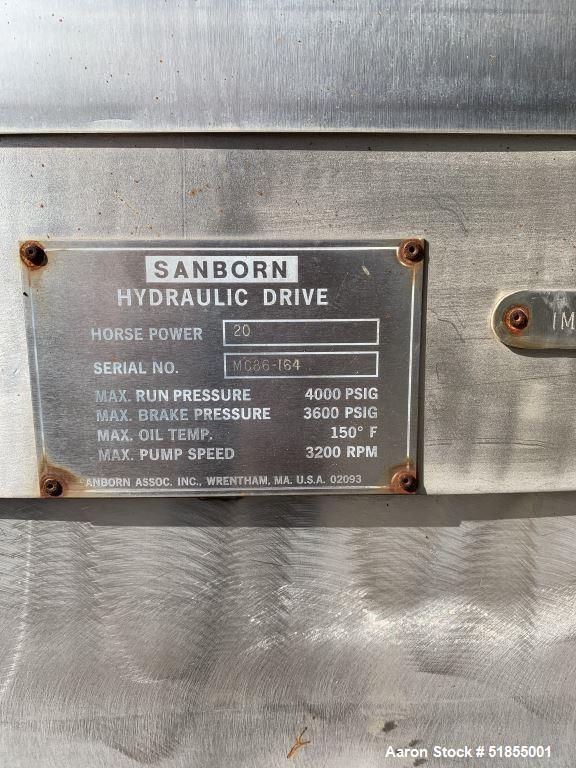 SANBORN
HYDRAULIC DRIVE
HORSE POWER 20
SERIAL NO. MC86-164
MAX. RUN PRESSURE 4000 PSIG
MAX. BRAKE PRESSURE 3600 PSIG
MAX. OIL TEMP. 150° F
MAX. PUMP SPEED 3200 RPM
ANBORN ASSOC. INC., WRENTHAM, MA. U.S.A. 02093
IM
Aaron Stock # 51855001